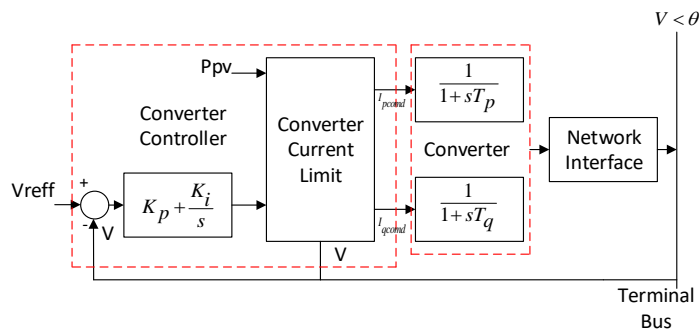 V < θ
Ppv
Converter
Controller
Converter
Current
Limit
I_pcomd
1
1+sT_p
Converter
Network
Interface
Vreff
+
-
V
K_p + K_i
s
I_qcomd
1
1+sT_q
V
Terminal
Bus